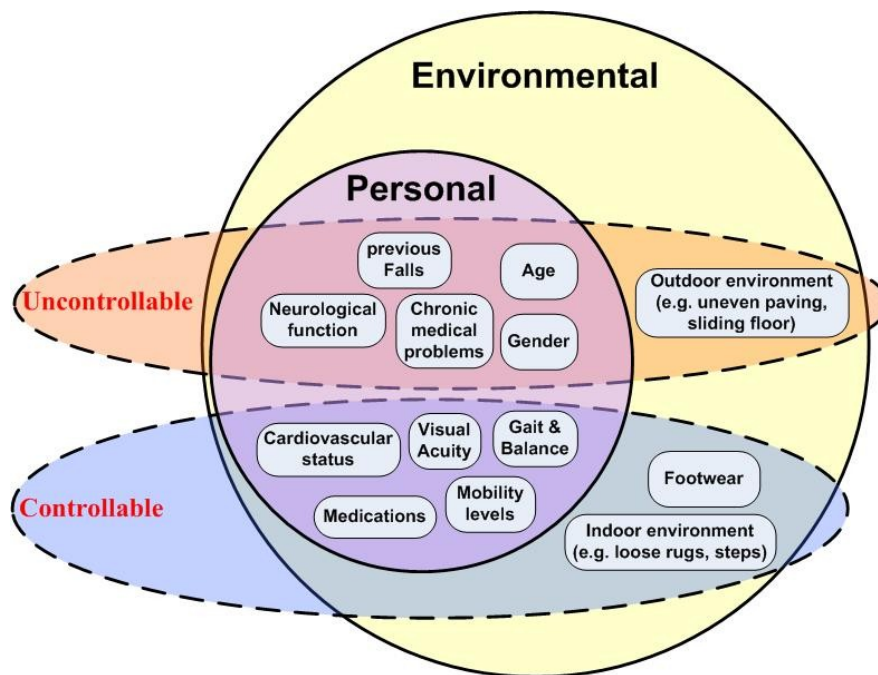 Environmental
Personal
previous
Falls
Age
Neurological
function
Chronic
medical
problems
Gender
Outdoor environment
(e.g. uneven paving,
sliding floor)
Uncontrollable
Cardiovascular
status
Visual
Acuity
Gait &
Balance
Medications
Mobility
levels
Footwear
Indoor environment
(e.g. loose rugs, steps)
Controllable